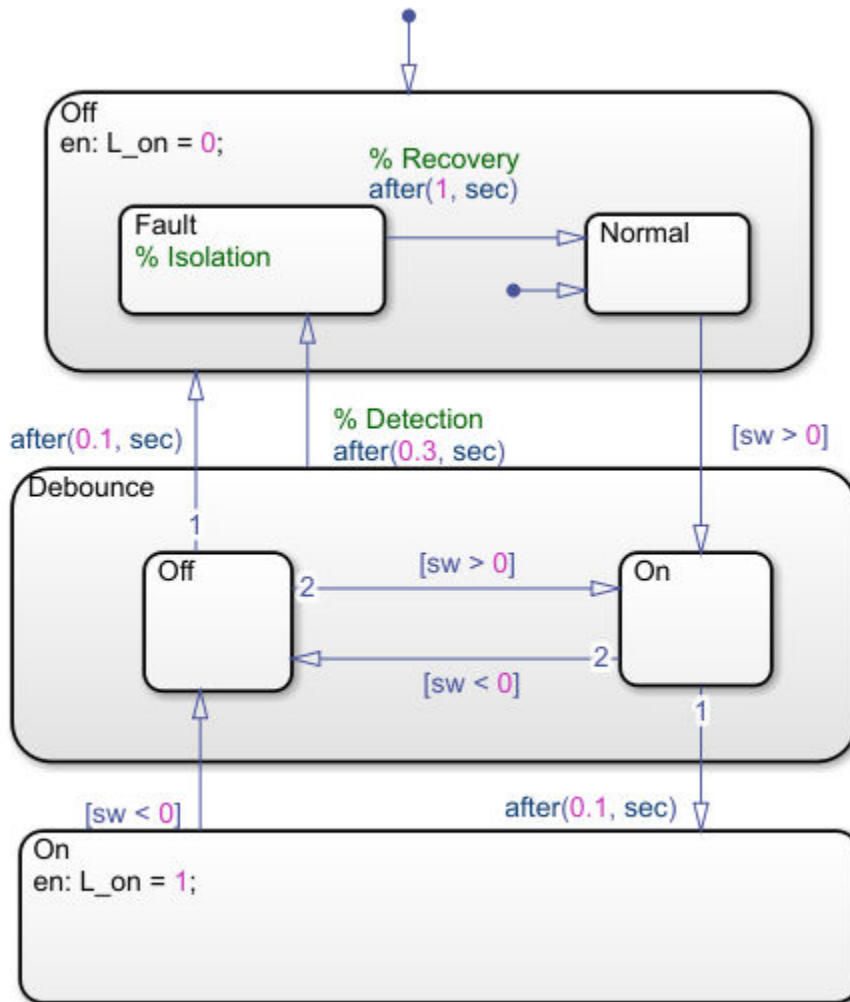 Off
en: L_on = 0;
% Recovery
after(1, sec)
Fault
% Isolation
Normal
% Detection
after(0.3, sec)
after(0.1, sec)
[sw > 0]
Debounce
1
Off
2
[sw > 0]
On
2
[sw < 0]
1
[sw < 0]
after(0.1, sec)
On
en: L_on = 1;